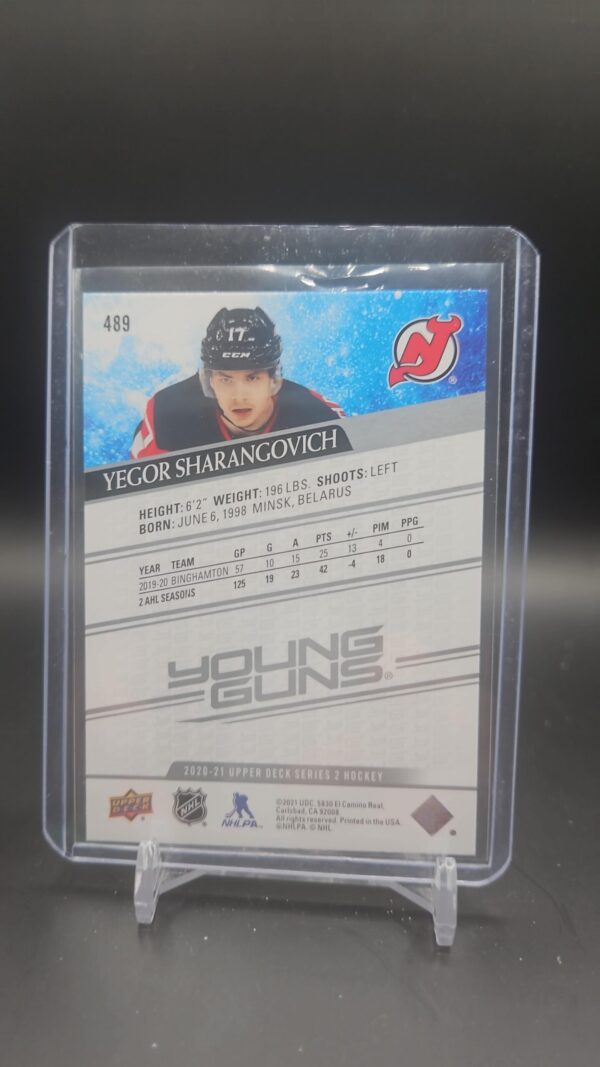 489
17
CCM
YEGOR SHARANGOVICH
HEIGHT: 6'2" WEIGHT: 196 LBS. SHOOTS: LEFT
BORN: JUNE 6, 1998 MINSK, BELARUS
YEAR TEAM GP G A PTS +/- PIM PPG
2019-20 BINGHAMTON 57 10 15 25 13 4 0
2 AHL SEASONS 125 19 23 42 -4 18 0
YOUNG
GUNS®
2020-21 UPPER DECK SERIES 2 HOCKEY
UPPER
DECK
NHL
NHLPA
©2021 UDC. 5830 El Camino Real,
Carlsbad, CA 92008.
All rights reserved. Printed in the USA.
©NHLPA. © NHL.